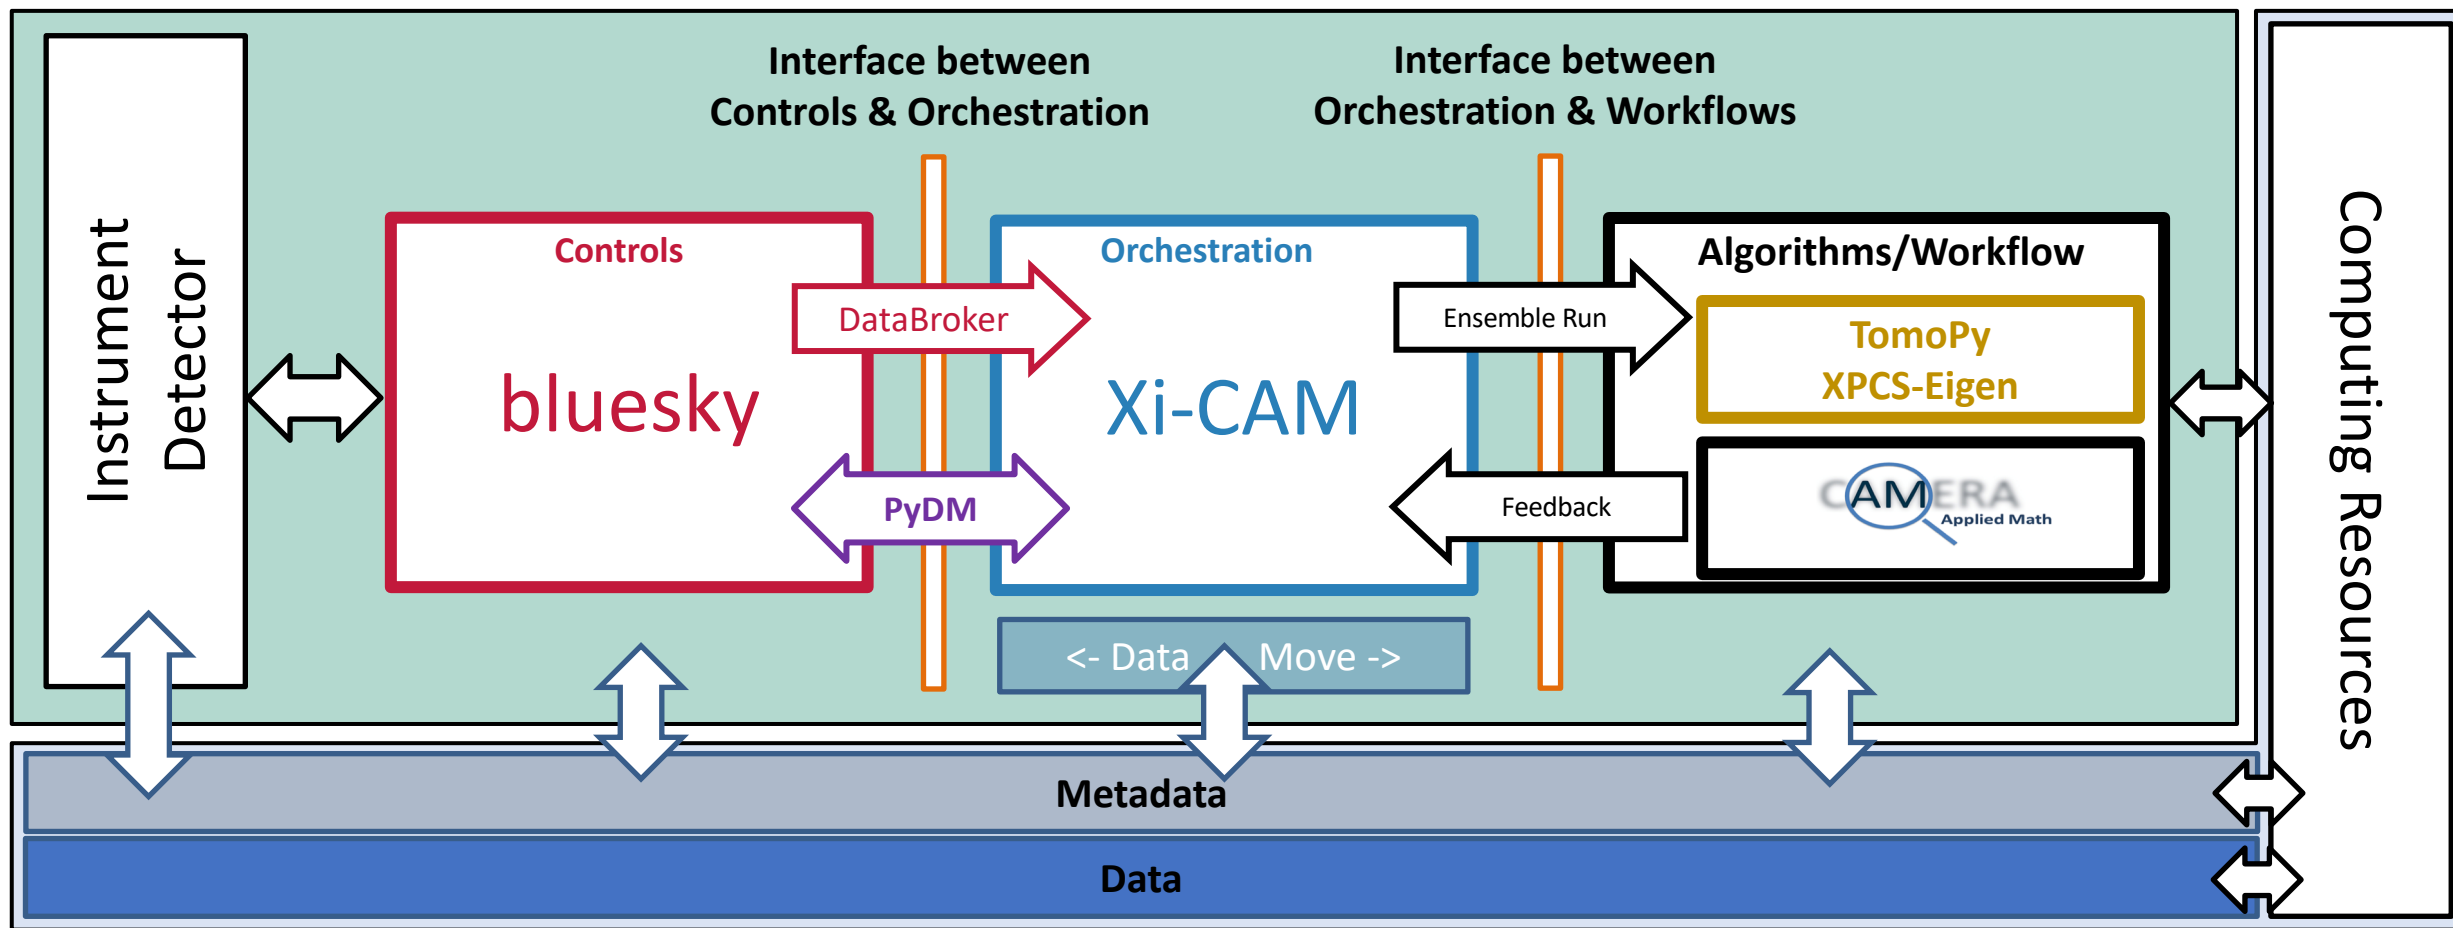 Interface between
Controls & Orchestration
Interface between
Orchestration & Workflows
Instrument
Detector
Controls
bluesky
DataBroker
PyDM
Orchestration
Xi-CAM
Ensemble Run
Feedback
Algorithms/Workflow
TomoPy
XPCS-Eigen
CAMERA
Applied Math
Computing Resources
<- Data Move ->
Metadata
Data